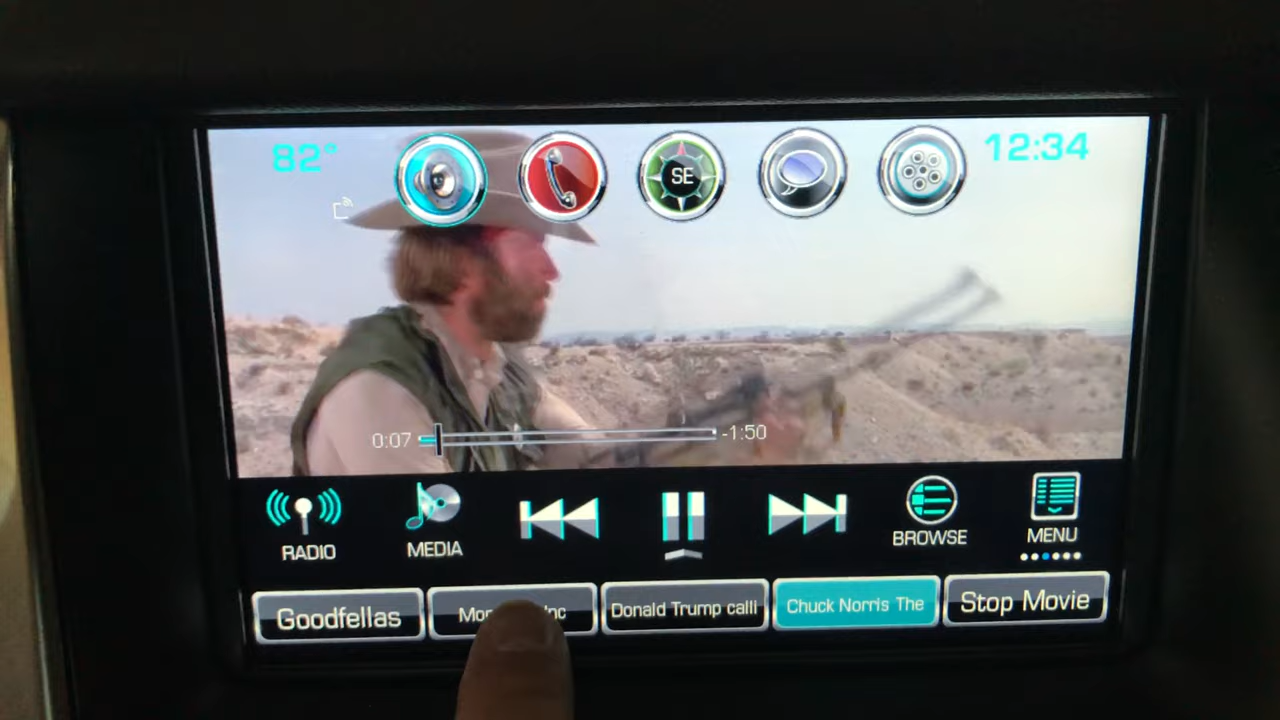 82°
SE
12:34
0:07
-1:50
RADIO
MEDIA
BROWSE
MENU
Goodfellas
Donald Trump calli
Chuck Norris The
Stop Movie